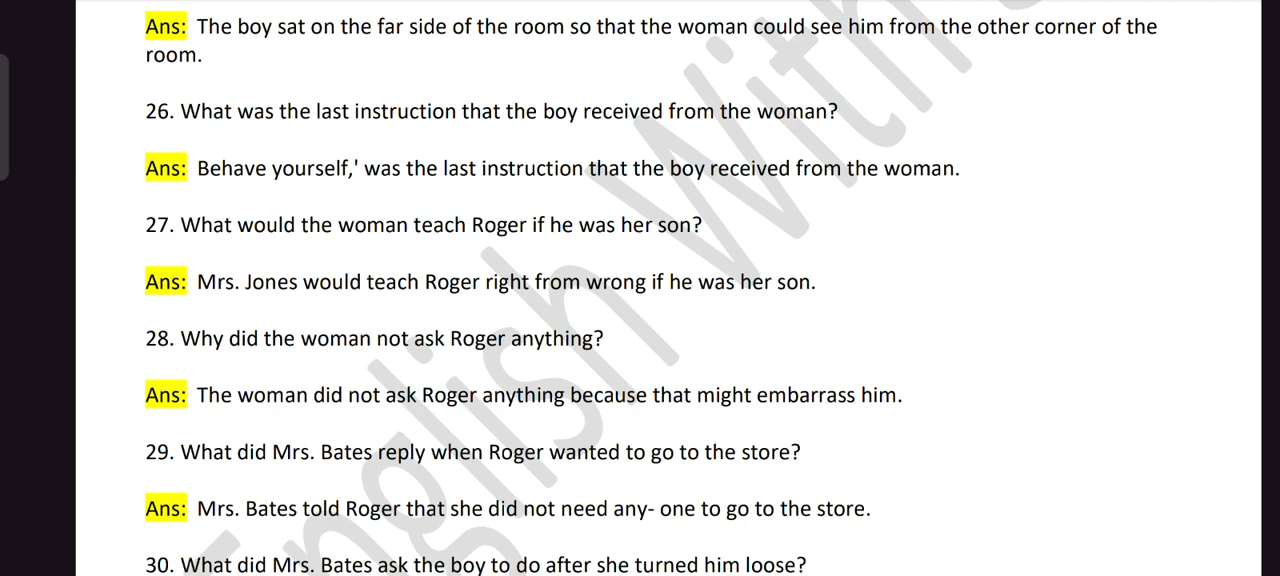 Ans: The boy sat on the far side of the room so that the woman could see him from the other corner of the
room.
26. What was the last instruction that the boy received from the woman?
Ans: Behave yourself,' was the last instruction that the boy received from the woman.
27. What would the woman teach Roger if he was her son?
Ans: Mrs. Jones would teach Roger right from wrong if he was her son.
28. Why did the woman not ask Roger anything?
Ans: The woman did not ask Roger anything because that might embarrass him.
29. What did Mrs. Bates reply when Roger wanted to go to the store?
Ans: Mrs. Bates told Roger that she did not need any- one to go to the store.
30. What did Mrs. Bates ask the boy to do after she turned him loose?
English With